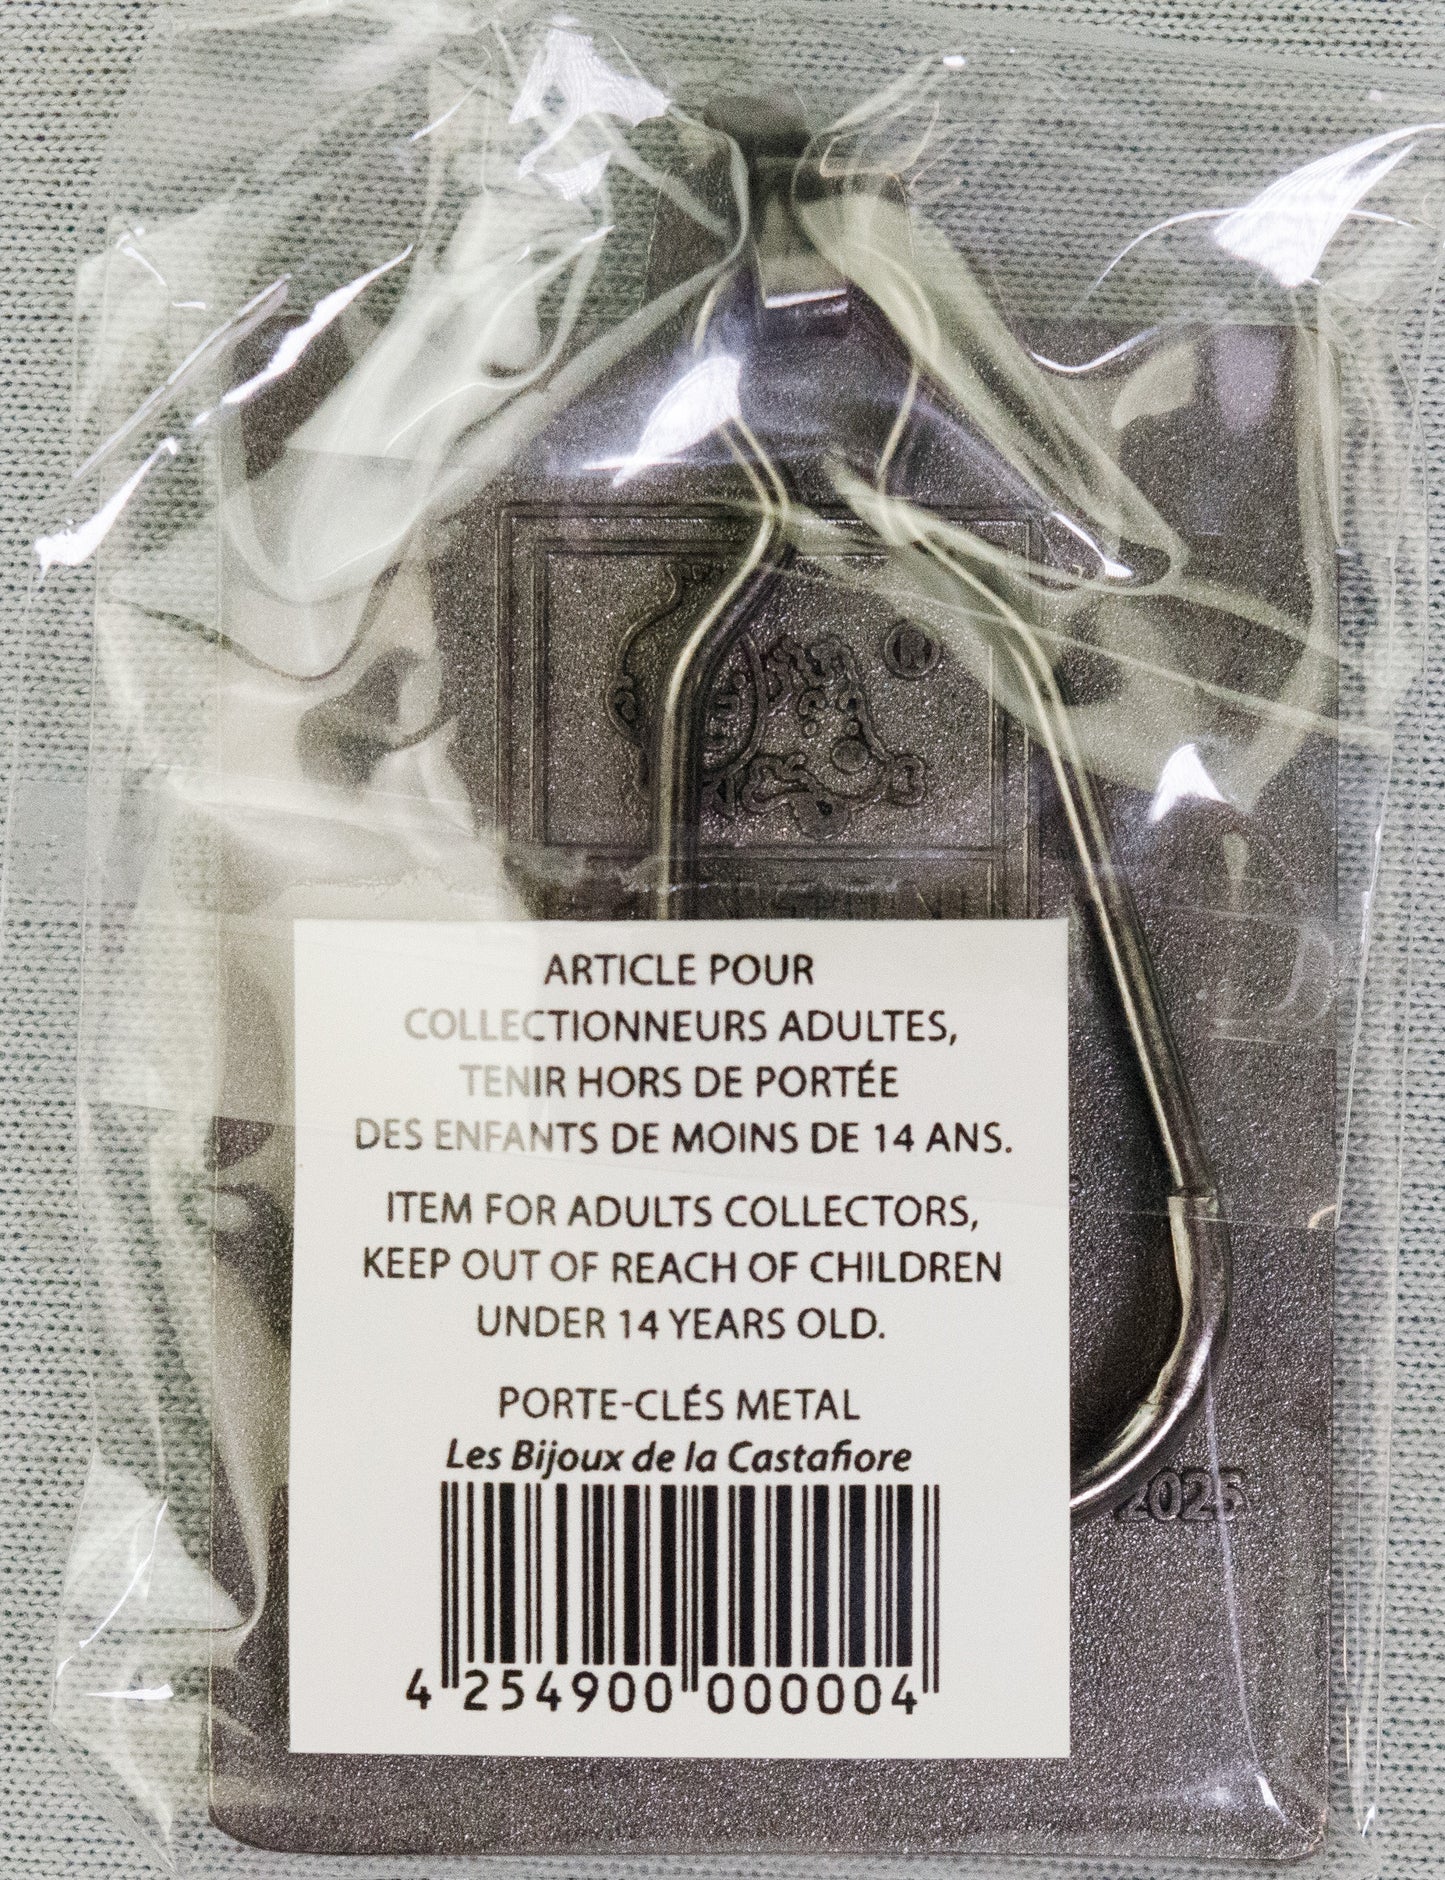 ARTICLE POUR
COLLECTIONNEURS ADULTES,
TENIR HORS DE PORTÉE
DES ENFANTS DE MOINS DE 14 ANS.
ITEM FOR ADULTS COLLECTORS,
KEEP OUT OF REACH OF CHILDREN
UNDER 14 YEARS OLD.
PORTE-CLÉS METAL
Les Bijoux de la Castafiore
2025
4 254900 000004